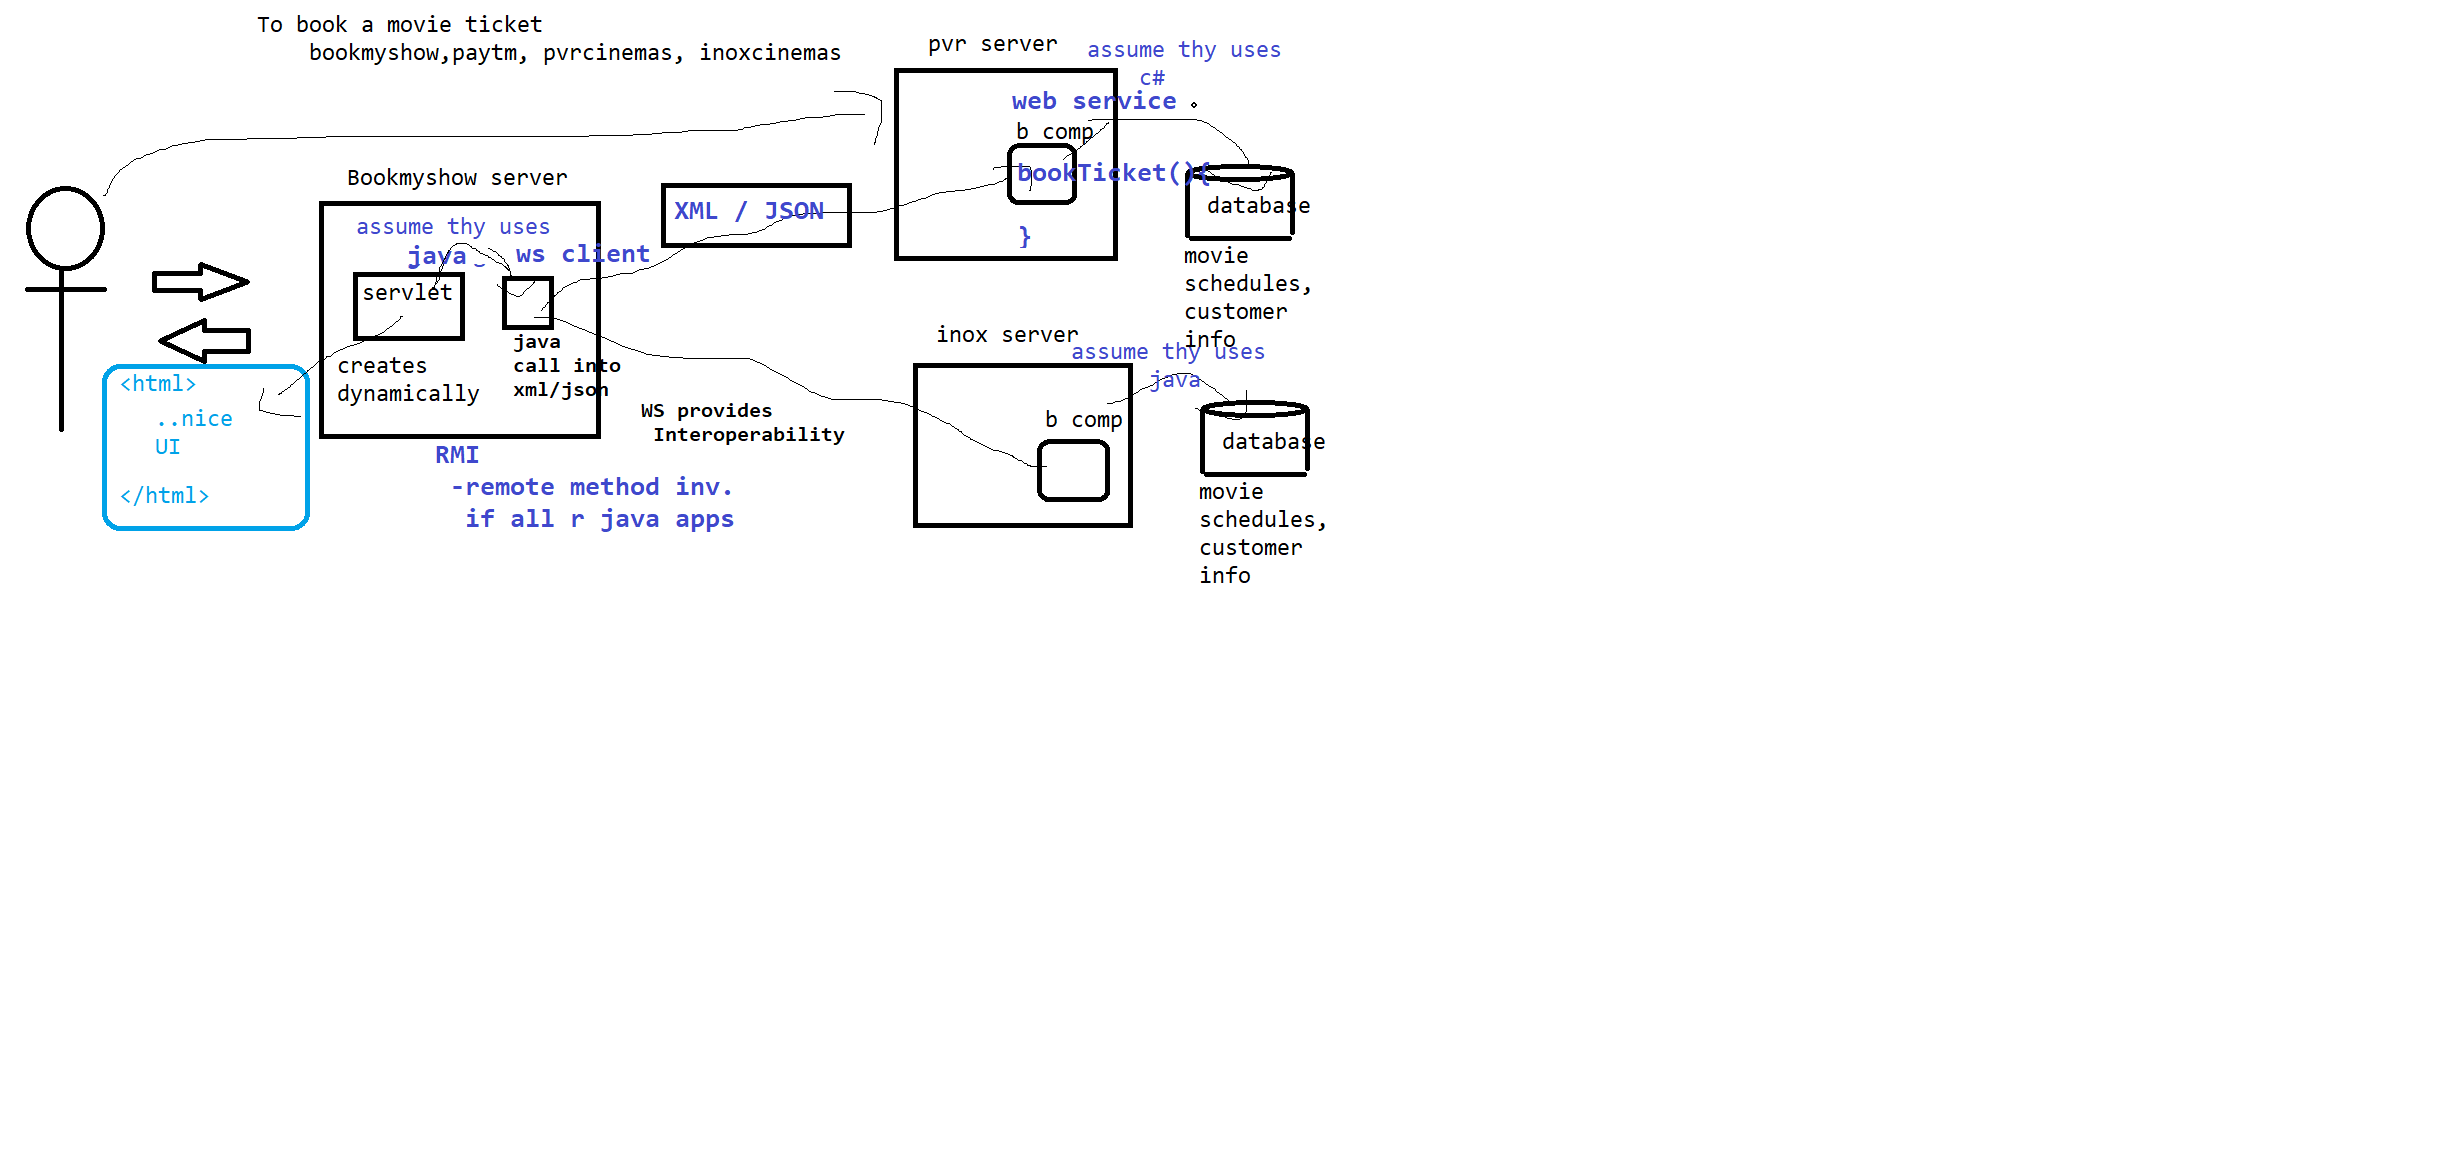 To book a movie ticket
bookmyshow,paytm, pvrcinemas, inoxcinemas
pvr server
assume thy uses
c#
web service
b comp
bookTicket(){
}
database
movie
schedules,
customer
info
Bookmyshow server
assume thy uses
java
ws client
servlet
creates
dynamically
java
call into
xml/json
XML / JSON
<html>
..nice
UI
</html>
WS provides
Interoperability
RMI
-remote method inv.
if all r java apps
inox server
assume thy uses
java
b comp
database
movie
schedules,
customer
info